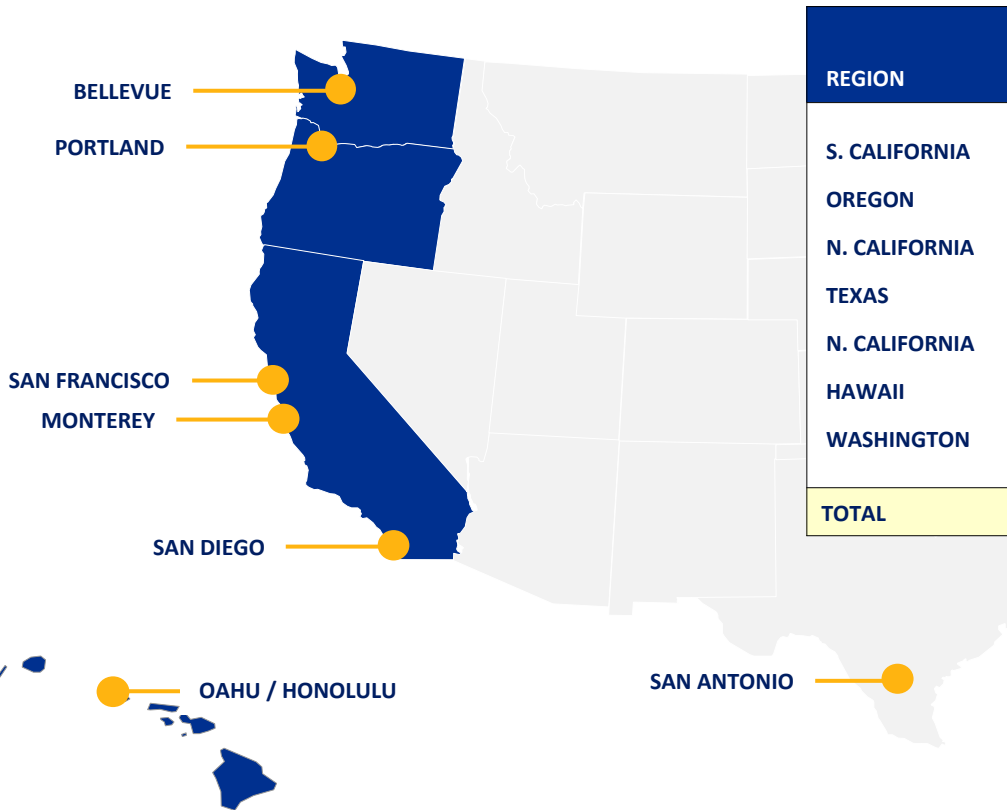 BELLEVUE
PORTLAND
SAN FRANCISCO
MONTEREY
SAN DIEGO
OAHU / HONOLULU
SAN ANTONIO
REGION
S. CALIFORNIA
OREGON
N. CALIFORNIA
TEXAS
N. CALIFORNIA
HAWAII
WASHINGTON
TOTAL